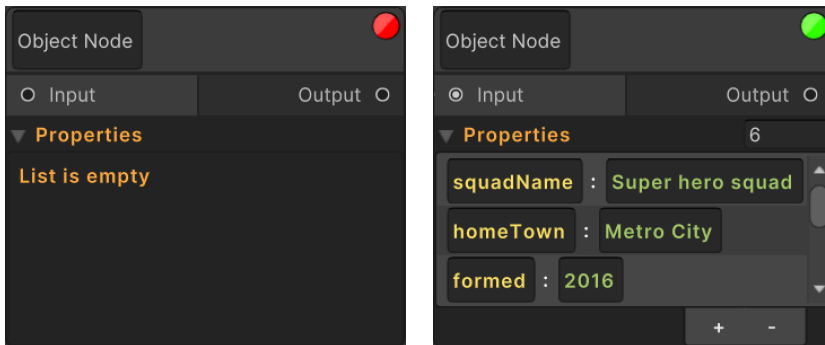 Object Node
Input Output
Properties
List is empty
Object Node
Input Output
Properties 6
squadName : Super hero squad
homeTown : Metro City
formed : 2016
+ -